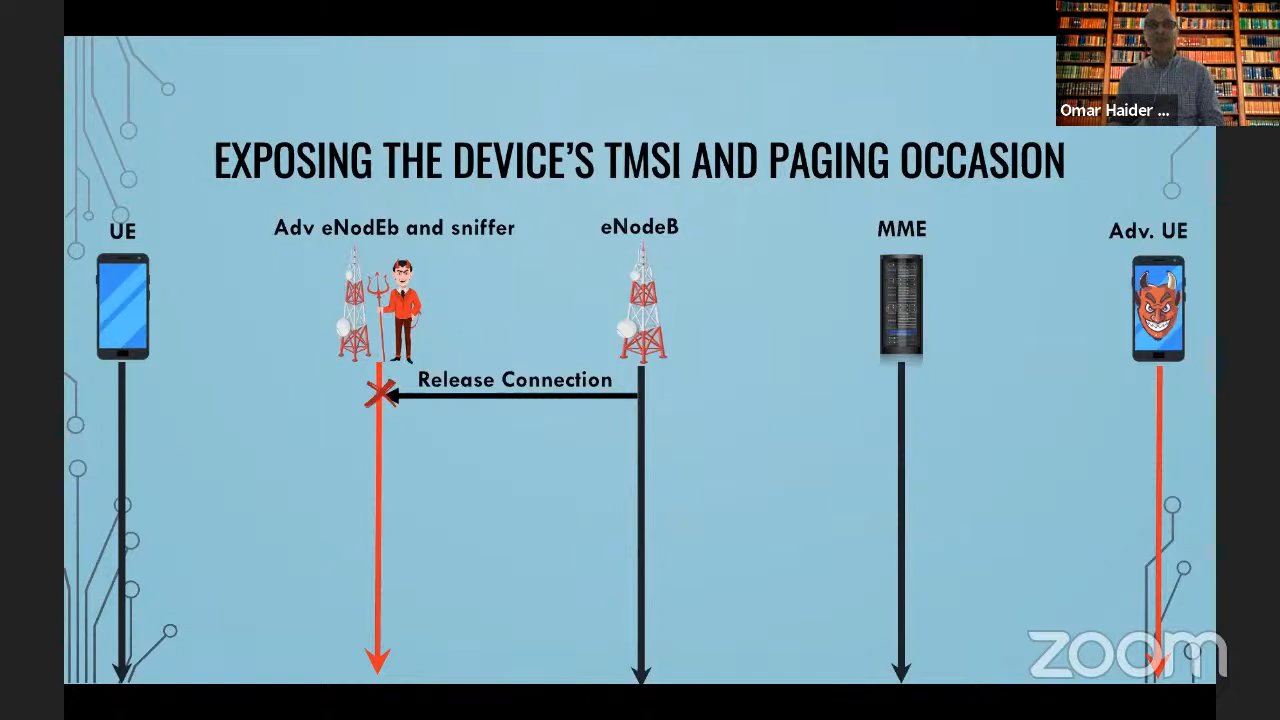 Omar Haider ...
EXPOSING THE DEVICE'S TMSI AND PAGING OCCASION
UE
Adv eNodEb and sniffer
eNodeB
MME
Adv. UE
Release Connection
zoom